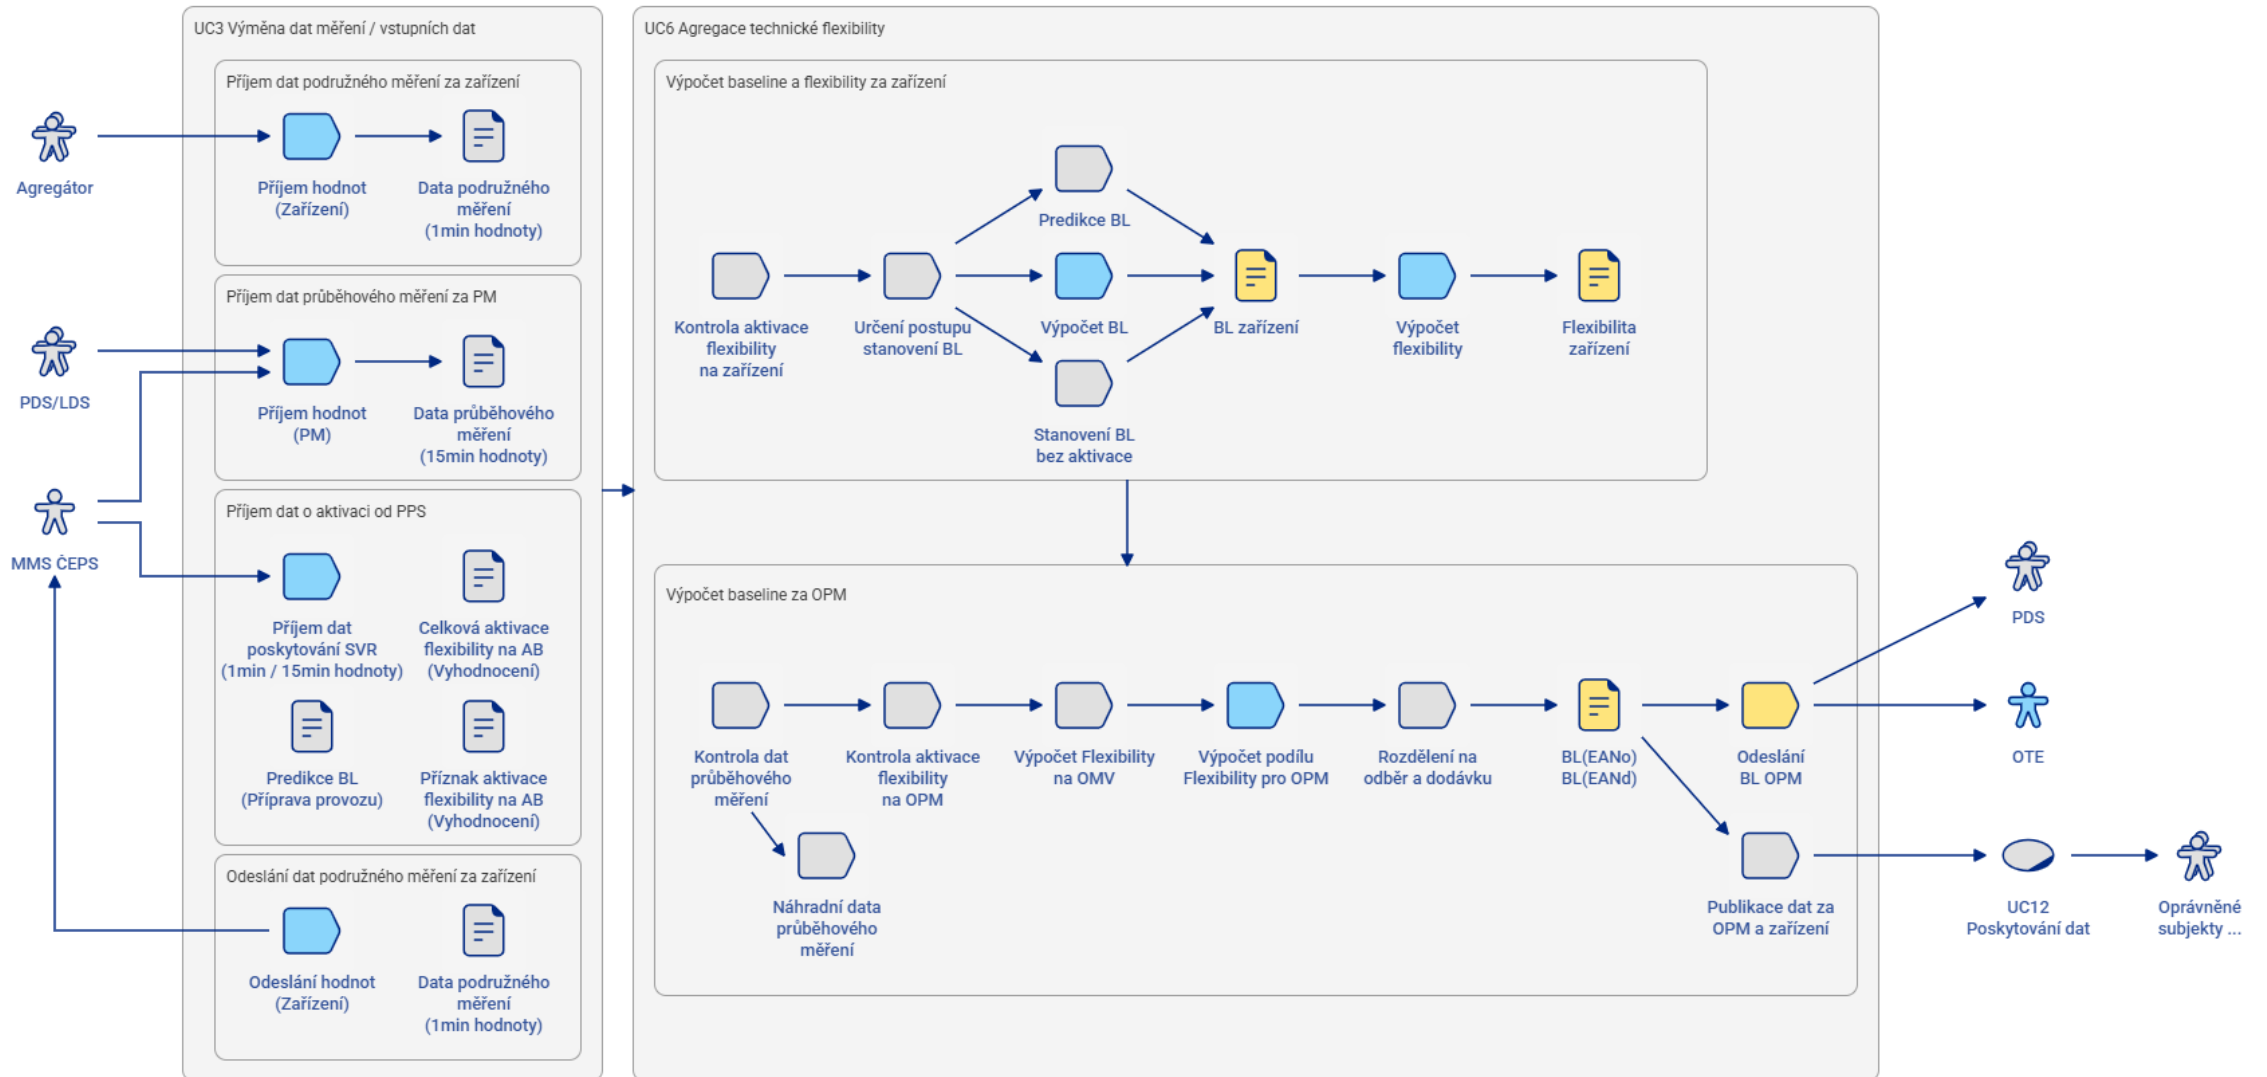 UC3 Výměna dat měření / vstupních dat
Příjem dat podružného měření za zařízení
Agregátor
Příjem hodnot
(Zařízení)
Data podružného
měření
(1min hodnoty)
Příjem dat průběhového měření za PM
PDS/LDS
Příjem hodnot
(PM)
Data průběhového
měření
(15min hodnoty)
Příjem dat o aktivaci od PPS
MMS ČEPS
Příjem dat
poskytování SVR
(1min / 15min hodnoty)
Celková aktivace
flexibility na AB
(Vyhodnocení)
Predikce BL
(Příprava provozu)
Příznak aktivace
flexibility na AB
(Vyhodnocení)
Odeslání dat podružného měření za zařízení
Odeslání hodnot
(Zařízení)
Data podružného
měření
(1min hodnoty)
UC6 Agregace technické flexibility
Výpočet baseline a flexibility za zařízení
Kontrola aktivace
flexibility
na zařízení
Určení postupu
stanovení BL
Predikce BL
Výpočet BL
Stanovení BL
bez aktivace
BL zařízení
Výpočet
flexibility
Flexibilita
zařízení
Výpočet baseline za OPM
Kontrola dat
průběhového
měření
Náhradní data
průběhového
měření
Kontrola aktivace
flexibility
na OPM
Výpočet Flexibility
na OMV
Výpočet podílu
Flexibility pro OPM
Rozdělení na
odběr a dodávku
BL(EANo)
BL(EANd)
Odeslání
BL OPM
Publikace dat za
OPM a zařízení
PDS
OTE
UC12
Poskytování dat
Oprávněné
subjekty ...